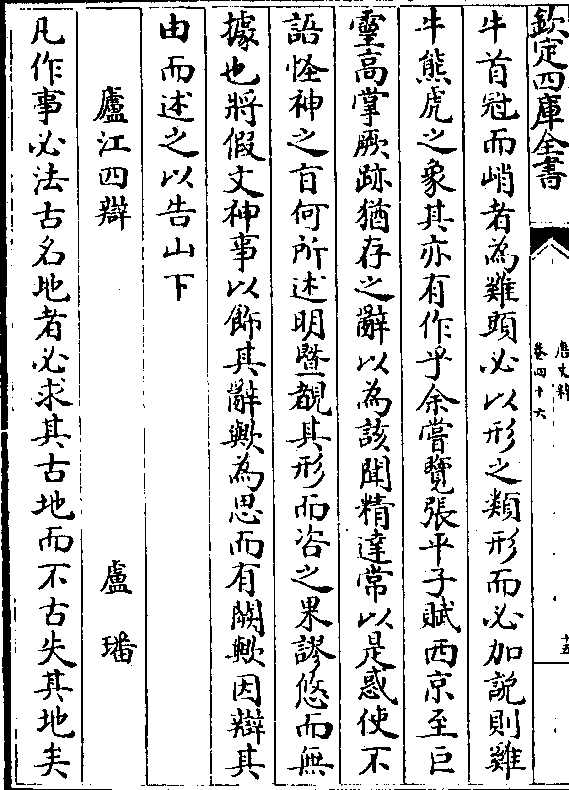 欽定四庫全書
唐文粹
卷四十六
十五
牛首冠而峭者為雞頭必以形之類形而必加說則雞
牛熊虎之象其亦有作乎余嘗覽張平子賦西京至巨
靈高掌厥跡猶存之辭以為該聞精達常以是惑使不
語怪神之旨何所述明暨覩其形而咨之果謬悠而無
據也將假文神事以飾其辭歟為思而有闕歟因辯其
由而述之以告山下
廬江四辯
盧璠
凡作事必法古名地者必求其古地而不古失其地矣